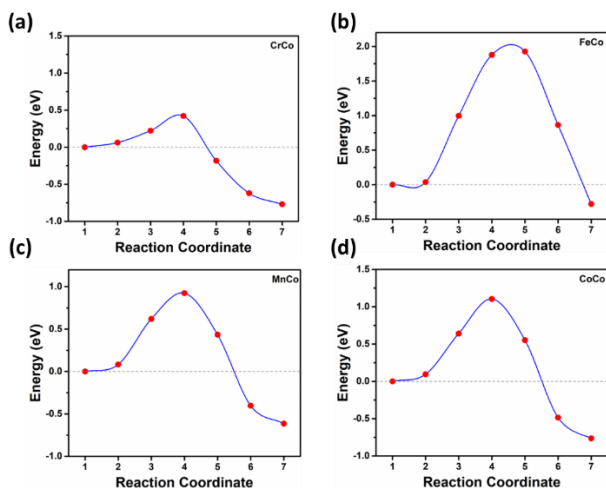 (a)
CrCo
1.5
1.0
0.5
0.0
-0.5
-1.0
Energy (eV)
1 2 3 4 5 6 7
Reaction Coordinate
(b)
FeCo
2.0
1.5
1.0
0.5
0.0
-0.5
Energy (eV)
1 2 3 4 5 6 7
Reaction Coordinate
(c)
MnCo
1.0
0.5
0.0
-0.5
-1.0
Energy (eV)
1 2 3 4 5 6 7
Reaction Coordinate
(d)
CoCo
1.5
1.0
0.5
0.0
-0.5
-1.0
Energy (eV)
1 2 3 4 5 6 7
Reaction Coordinate